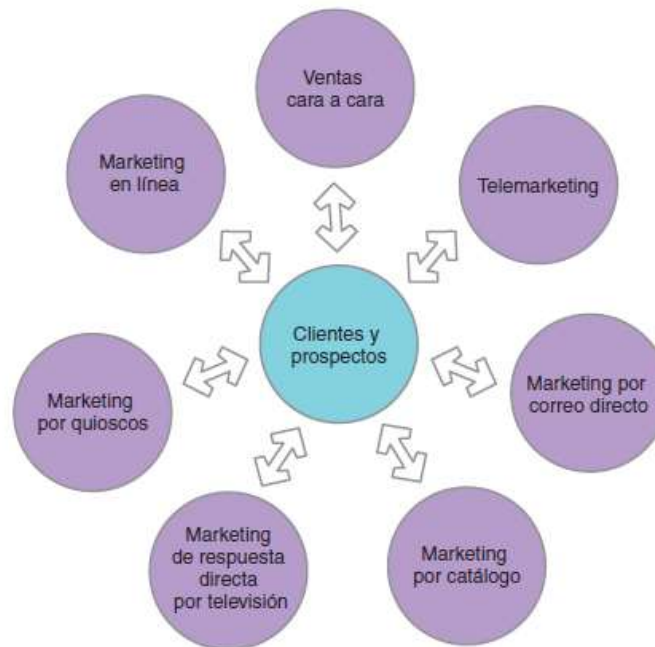 Ventas
cara a cara
Marketing
en línea
Telemarketing
Clientes y
prospectos
Marketing
por quioscos
Marketing por
correo directo
Marketing
de respuesta
directa
por televisión
Marketing
por catálogo